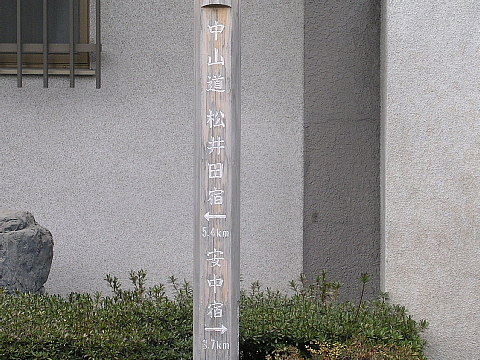 中山道 松井田宿
←
5.4km
安中宿
→
3.7km